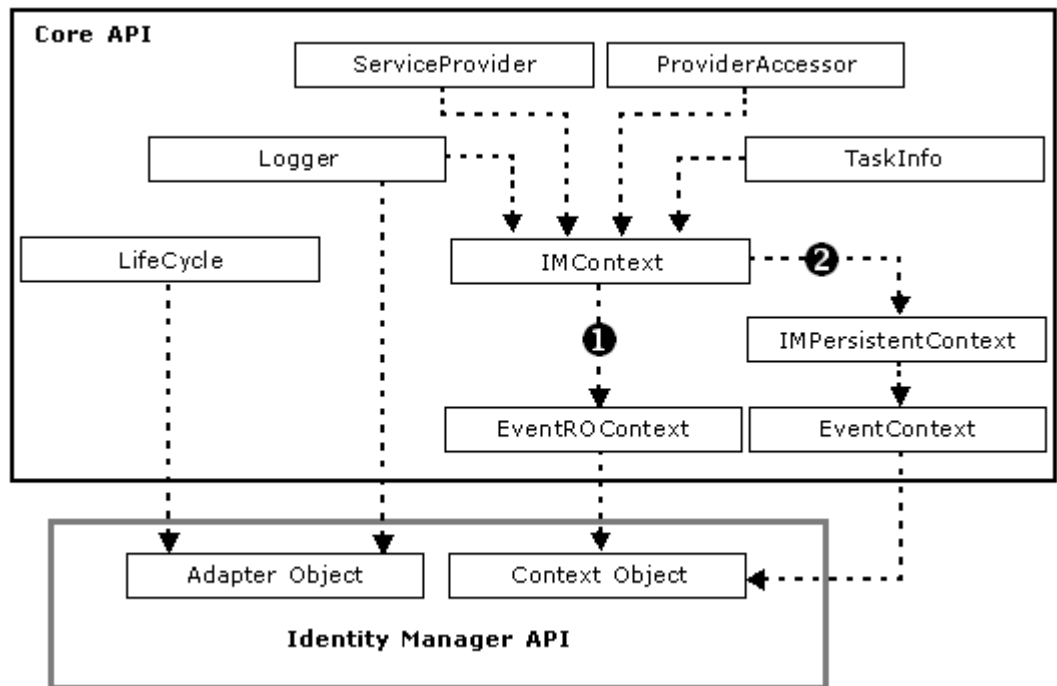 Core API
ServiceProvider
ProviderAccessor
Logger
TaskInfo
LifeCycle
IMContext
2
1
IMPersistentContext
EventROContext
EventContext
Adapter Object
Context Object
Identity Manager API